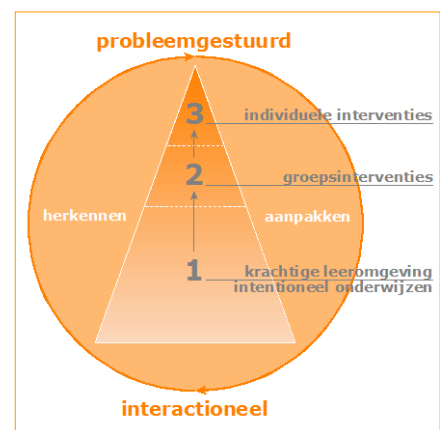 probleemgestuurd
3
individuele interventies
2
groepsinterventies
herkennen
aanpakken
1
krachtige leeromgeving
intentioneel onderwijzen
interactioneel